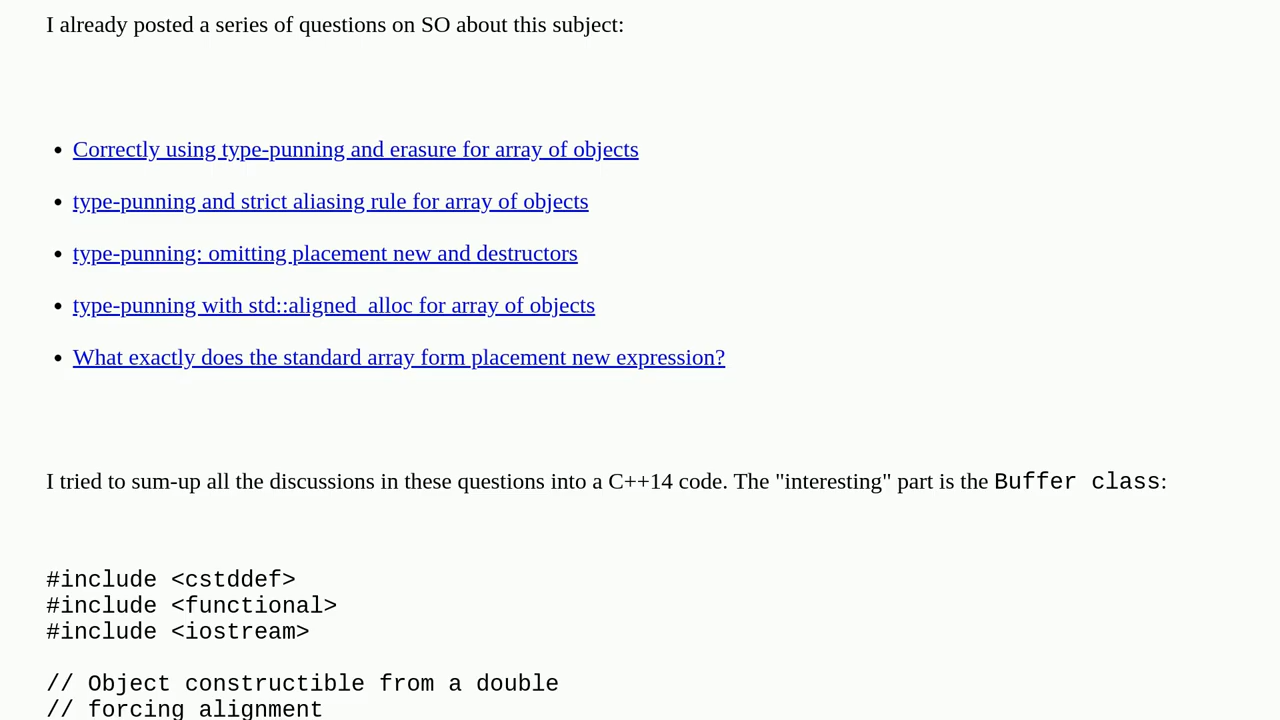 I already posted a series of questions on SO about this subject:
• Correctly using type-punning and erasure for array of objects
• type-punning and strict aliasing rule for array of objects
• type-punning: omitting placement new and destructors
• type-punning with std::aligned_alloc for array of objects
• What exactly does the standard array form placement new expression?
I tried to sum-up all the discussions in these questions into a C++14 code. The "interesting" part is the Buffer class:
#include <cstddef>
#include <functional>
#include <iostream>
// Object constructible from a double
// forcing alignment